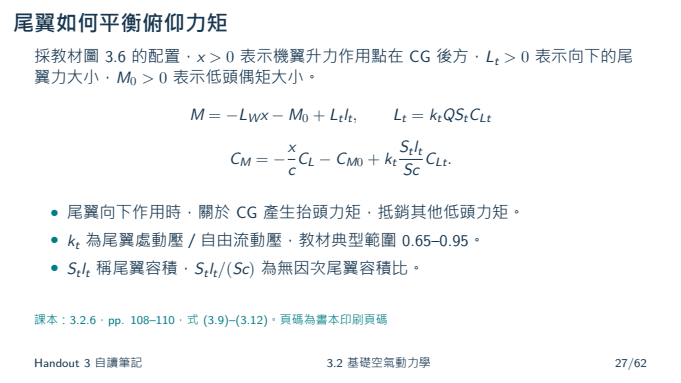 尾翼如何平衡俯仰力矩
採教材圖 3.6 的配置，x > 0 表示機翼升力作用點在 CG 後方，L_t > 0 表示向下的尾
翼力大小，M_0 > 0 表示低頭偶矩大小。
M = −L_W x − M_0 + L_t l_t, L_t = k_t Q S_t C_{Lt}
C_M = −\frac{x}{c} C_L − C_{M0} + k_t \frac{S_t l_t}{Sc} C_{Lt}.
• 尾翼向下作用時，關於 CG 產生抬頭力矩，抵銷其他低頭力矩。
• k_t 為尾翼處動壓 / 自由流動壓，教材典型範圍 0.65–0.95。
• S_t l_t 稱尾翼容積，S_t l_t/(Sc) 為無因次尾翼容積比。
課本：3.2.6，pp. 108–110，式 (3.9)–(3.12)。頁碼為書本印刷頁碼
Handout 3 自讀筆記 3.2 基礎空氣動力學 27/62